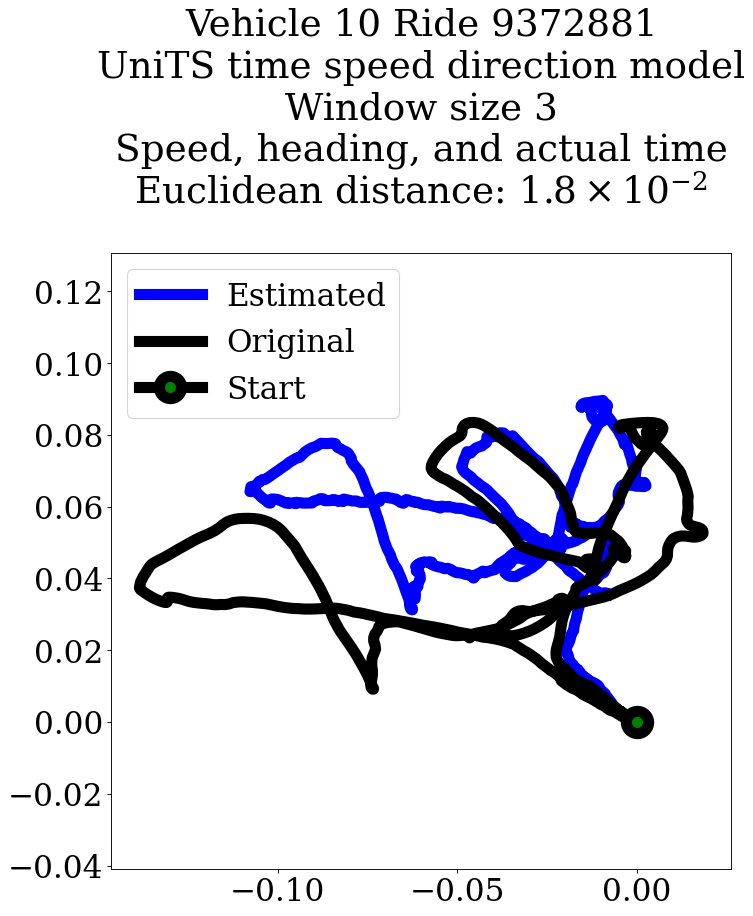 Vehicle 10 Ride 9372881
UniTS time speed direction model
Window size 3
Speed, heading, and actual time
Euclidean distance: 1.8 × 10⁻²
Estimated
Original
Start
0.12
0.10
0.08
0.06
0.04
0.02
0.00
−0.02
−0.04
−0.10 −0.05 0.00